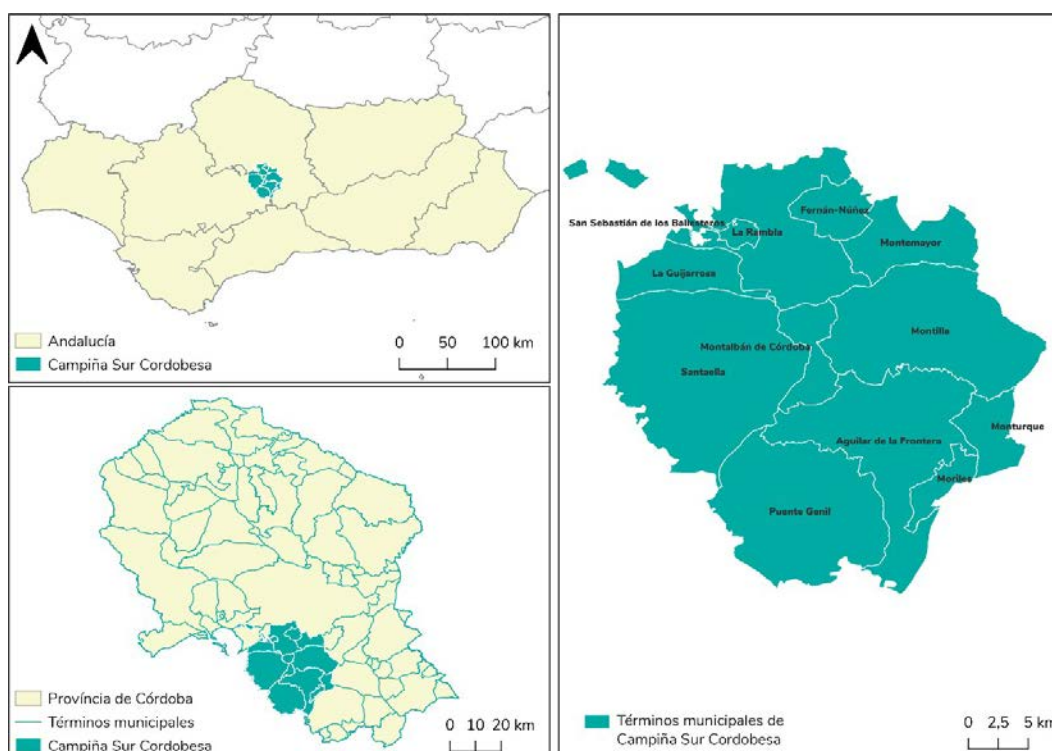 Andalucía
Campiña Sur Cordobesa
0 50 100 km
Província de Córdoba
Términos municipales
Campiña Sur Cordobesa
0 10 20 km
San Sebastián de los Ballesteros
La Rambla
Fernán-Núñez
Montemayor
La Guijarrosa
Montilla
Montalbán de Córdoba
Santaella
Monturque
Aguilar de la Frontera
Moriles
Puente Genil
Términos municipales de
Campiña Sur Cordobesa
0 2,5 5 km